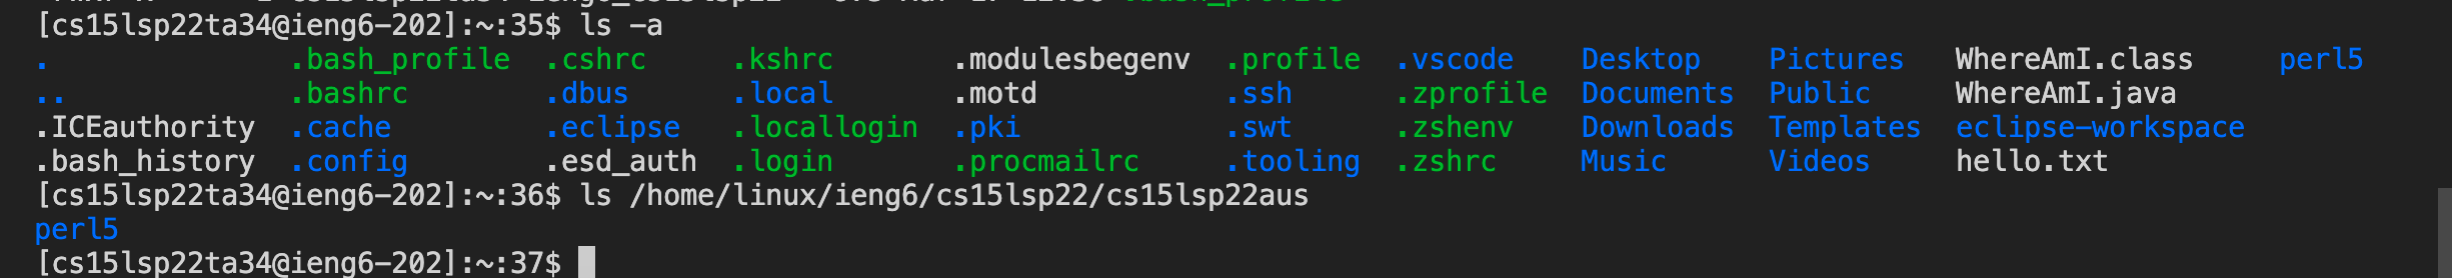 [cs15lsp22ta34@ieng6-202]:~:35$ ls -a
. .bash_profile .cshrc .kshrc .modulesbegenv .profile .vscode Desktop Pictures WhereAmI.class perl5
.. .bashrc .dbus .local .motd .ssh .zprofile Documents Public WhereAmI.java
.ICEauthority .cache .eclipse .locallogin .pki .swt .zshenv Downloads Templates eclipse-workspace
.bash_history .config .esd_auth .login .procmailrc .tooling .zshrc Music Videos hello.txt
[cs15lsp22ta34@ieng6-202]:~:36$ ls /home/linux/ieng6/cs15lsp22/cs15lsp22aus
perl5
[cs15lsp22ta34@ieng6-202]:~:37$